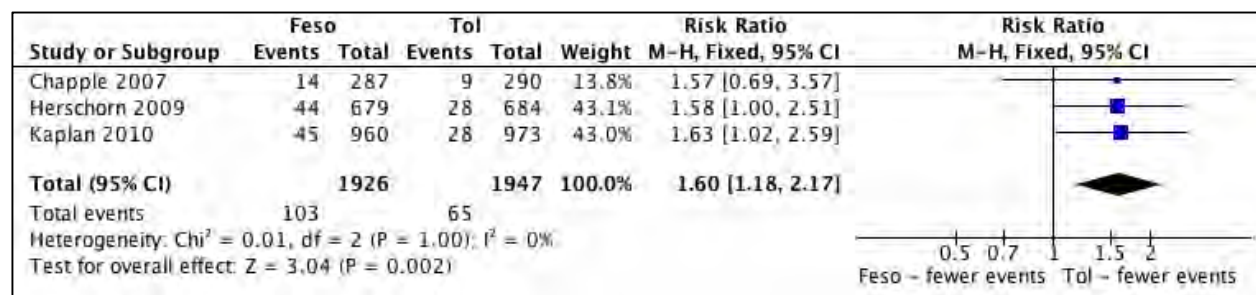 Feso Tol Risk Ratio Risk Ratio
Study or Subgroup Events Total Events Total Weight M-H, Fixed, 95% CI M-H, Fixed, 95% CI
Chapple 2007 14 287 9 290 13.8% 1.57 [0.69, 3.57]
Herschorn 2009 44 679 28 684 43.1% 1.58 [1.00, 2.51]
Kaplan 2010 45 960 28 973 43.0% 1.63 [1.02, 2.59]
Total (95% CI) 1926 1947 100.0% 1.60 [1.18, 2.17]
Total events 103 65
Heterogeneity: Chi² = 0.01, df = 2 (P = 1.00); I² = 0%
Test for overall effect: Z = 3.04 (P = 0.002)
0.5 0.7 1 1.5 2
Feso - fewer events Tol - fewer events